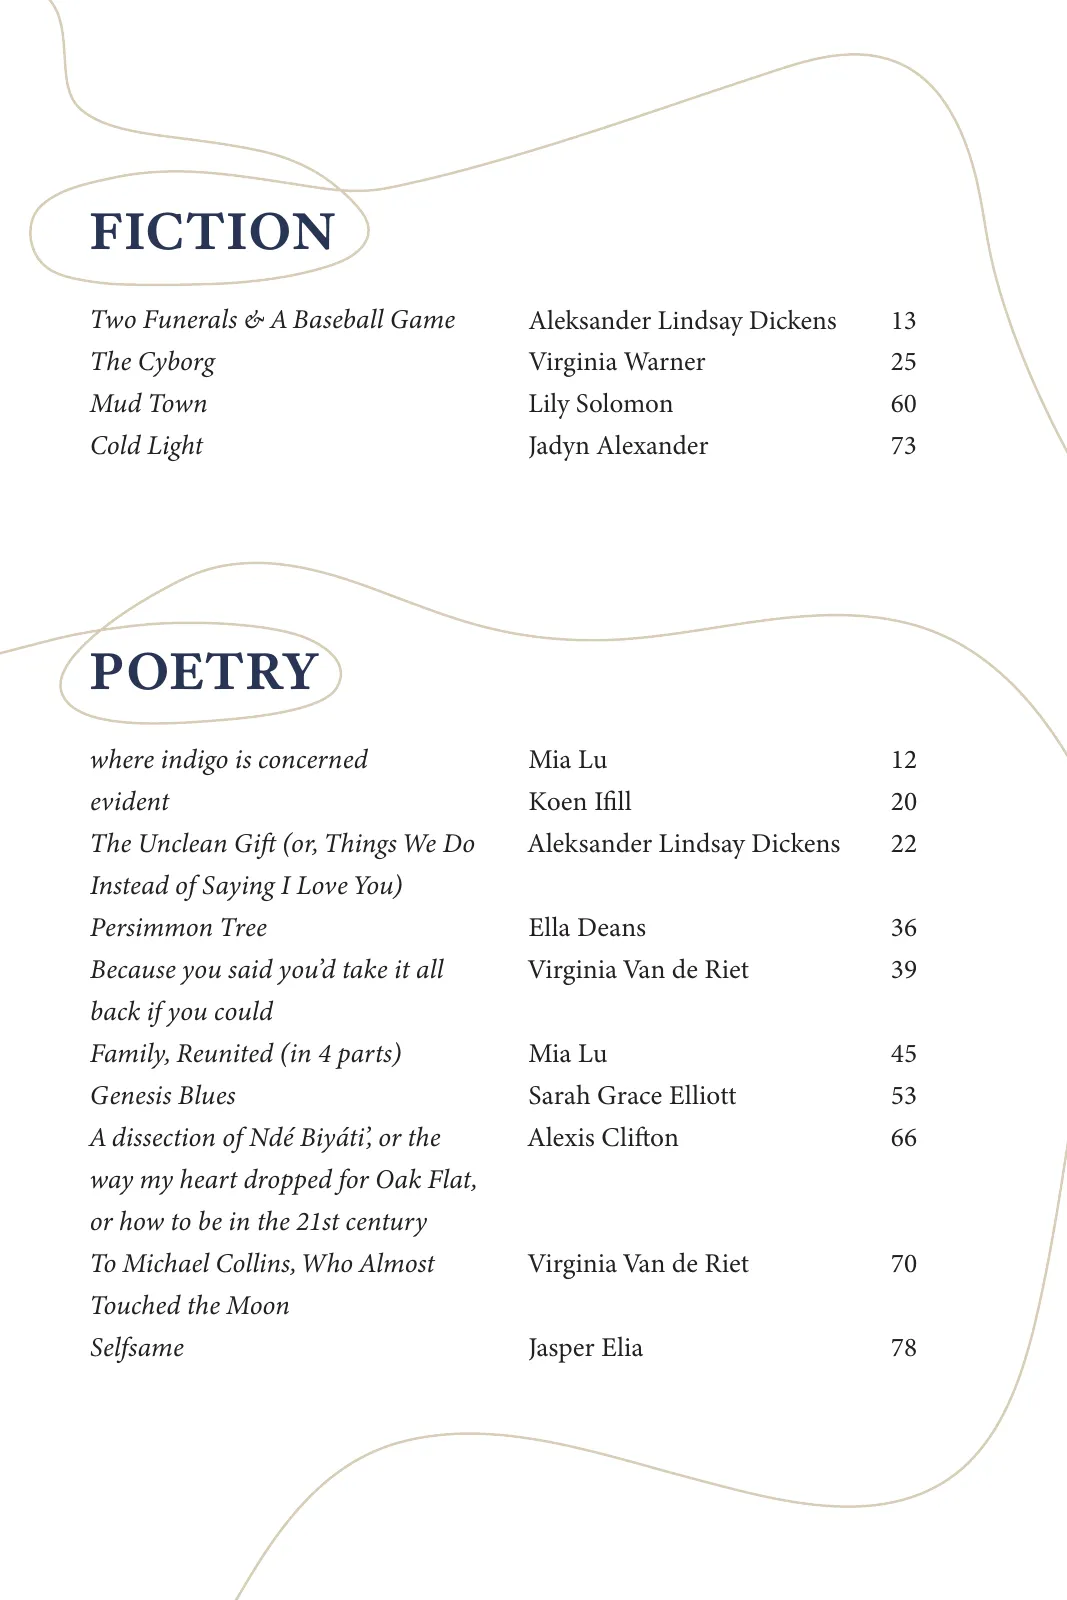 FICTION
Two Funerals & A Baseball Game Aleksander Lindsay Dickens 13
The Cyborg Virginia Warner 25
Mud Town Lily Solomon 60
Cold Light Jadyn Alexander 73
POETRY
where indigo is concerned Mia Lu 12
evident Koen Ifill 20
The Unclean Gift (or, Things We Do Aleksander Lindsay Dickens 22
Instead of Saying I Love You)
Persimmon Tree Ella Deans 36
Because you said you’d take it all Virginia Van de Riet 39
back if you could
Family, Reunited (in 4 parts) Mia Lu 45
Genesis Blues Sarah Grace Elliott 53
A dissection of Ndé Biyáti’, or the Alexis Clifton 66
way my heart dropped for Oak Flat,
or how to be in the 21st century
To Michael Collins, Who Almost Virginia Van de Riet 70
Touched the Moon
Selfsame Jasper Elia 78